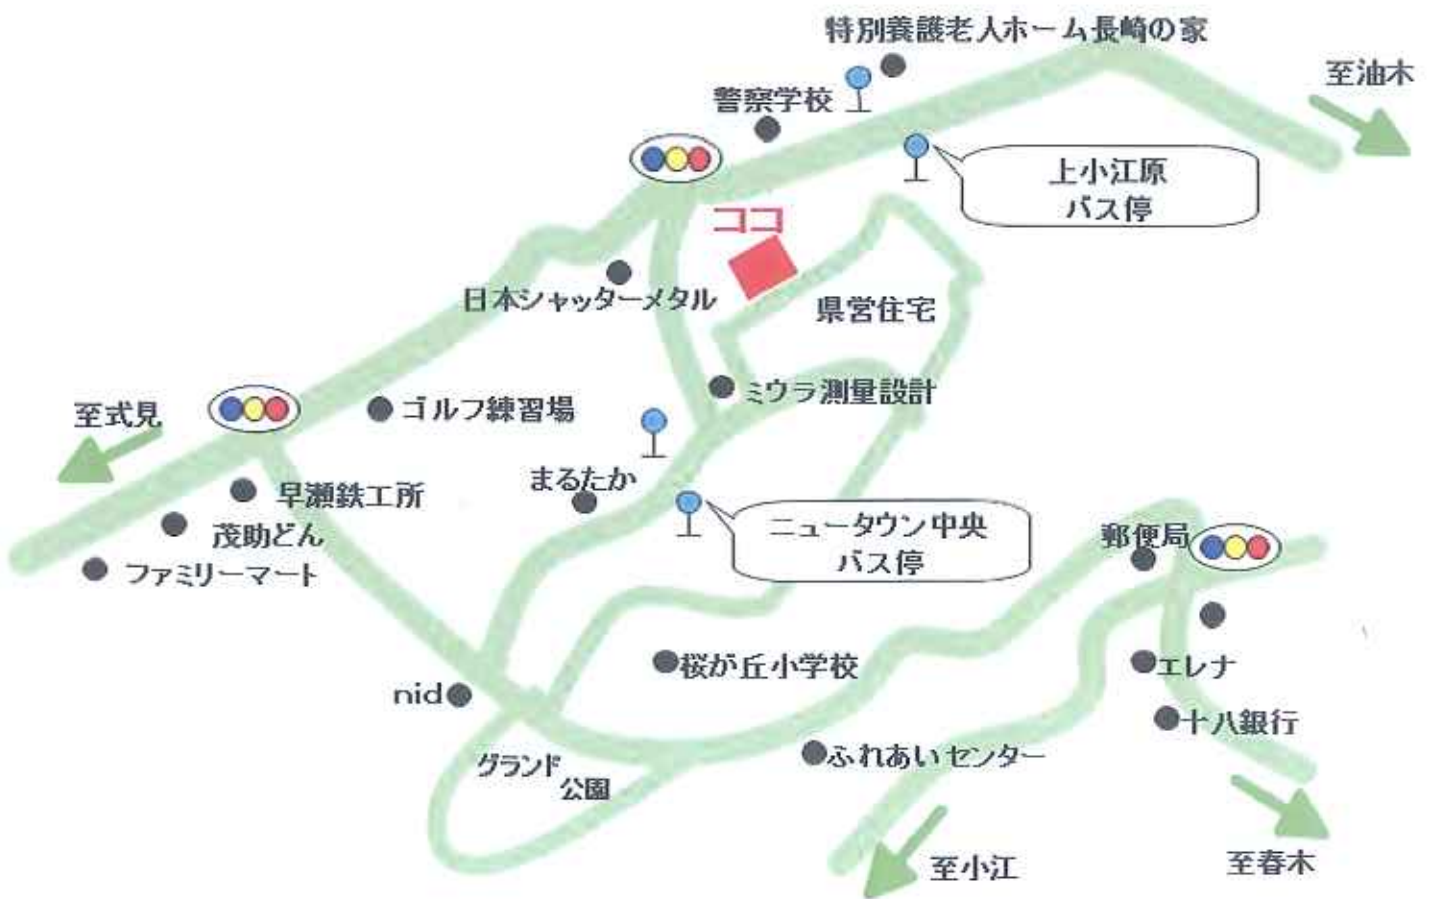 特別養護老人ホーム長崎の家
至油木
警察学校
上小江原
バス停
ココ
日本シャッターメタル
県営住宅
ミウラ測量設計
至式見
ゴルフ練習場
まるたか
早瀬鉄工所
茂助どん
ファミリーマート
ニュータウン中央
バス停
郵便局
桜が丘小学校
エレナ
nid
十八銀行
グランド
公園
ふれあいセンター
至小江
至春木